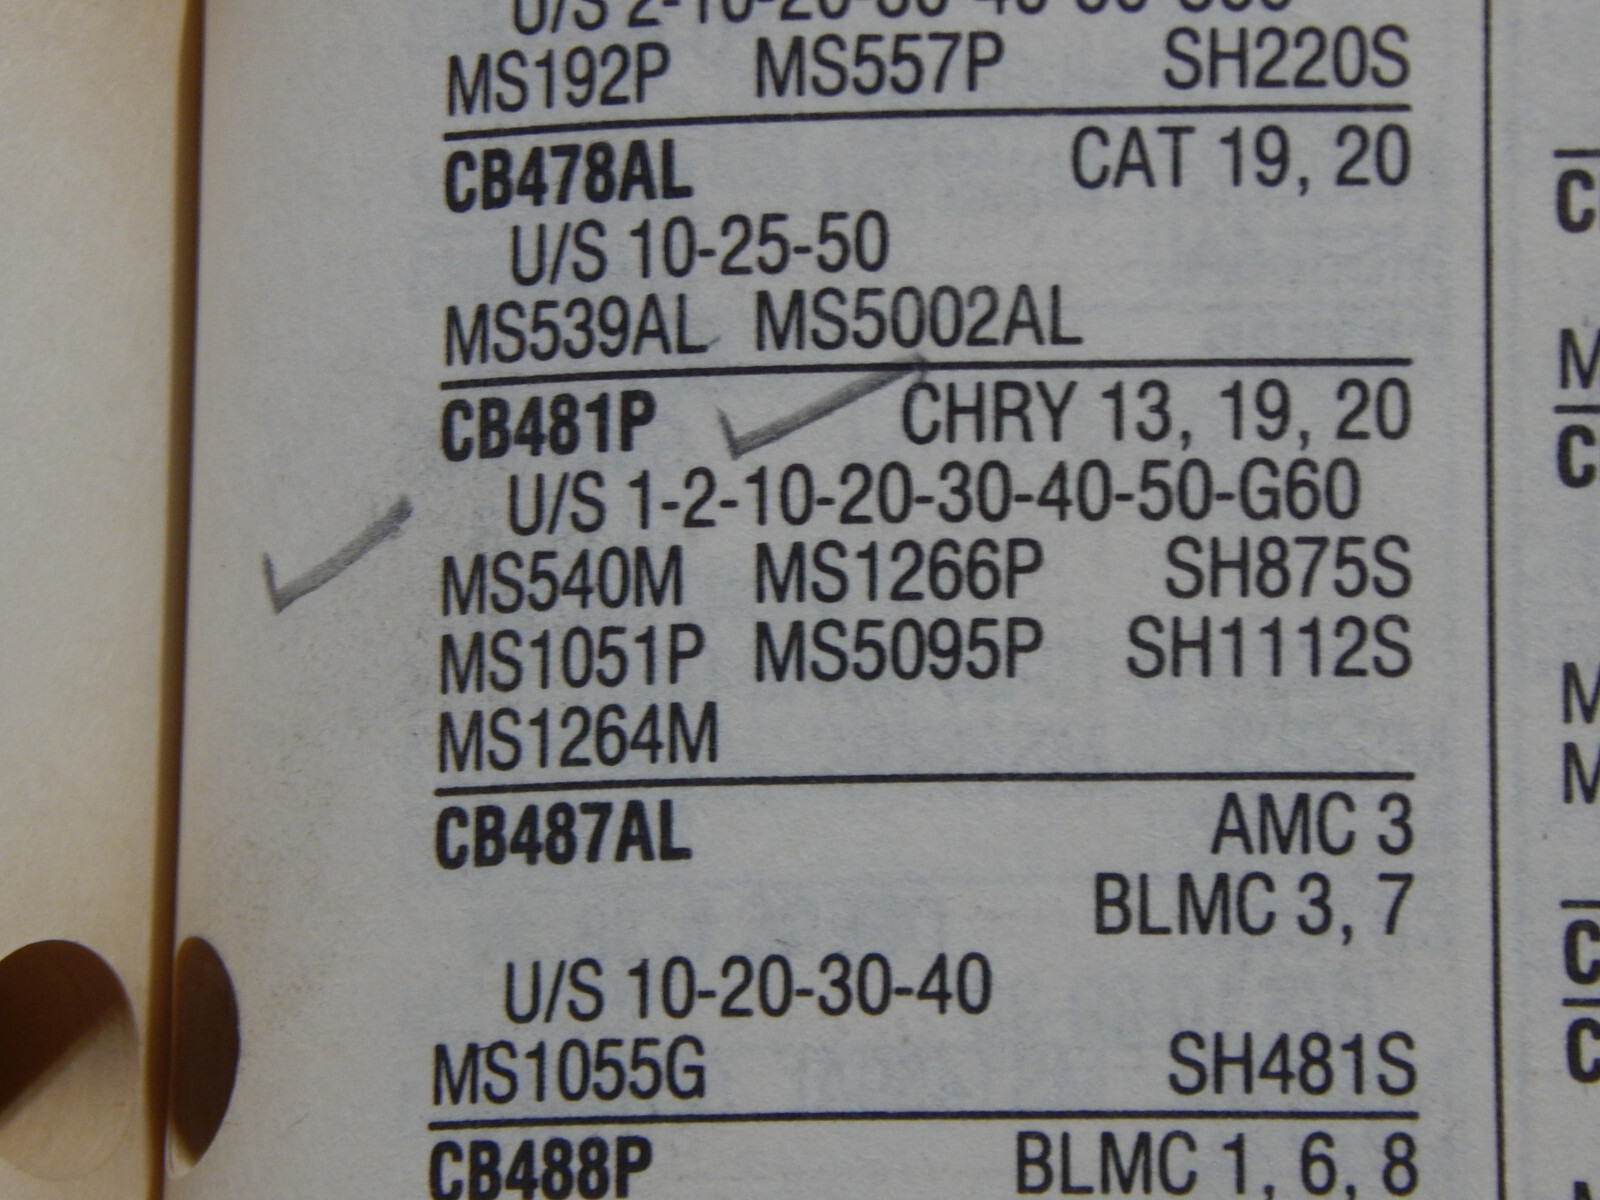 MS192P MS557P SH220S
CB478AL CAT 19, 20
U/S 10-25-50
MS539AL MS5002AL
CB481P CHRY 13, 19, 20
U/S 1-2-10-20-30-40-50-G60
MS540M MS1266P SH875S
MS1051P MS5095P SH1112S
MS1264M
CB487AL AMC 3
BLMC 3, 7
U/S 10-20-30-40
MS1055G SH481S
CB488P BLMC 1, 6, 8